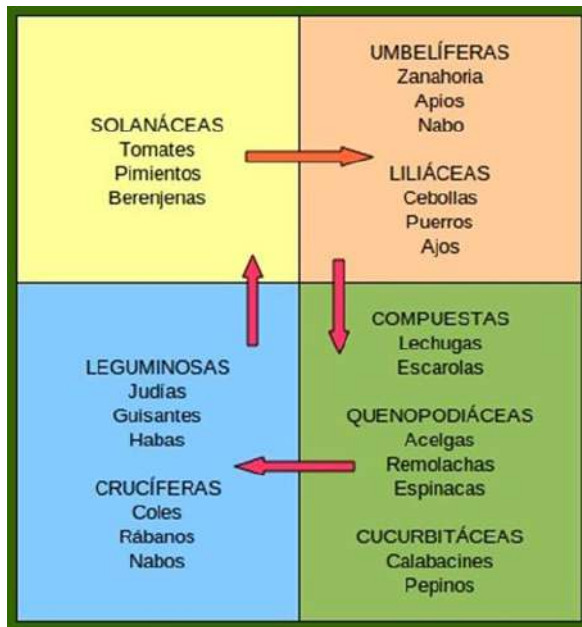 SOLANÁCEAS
Tomates
Pimientos
Berenjenas
UMBELÍFERAS
Zanahoria
Apios
Nabo
LILIÁCEAS
Cebollas
Puerros
Ajos
LEGUMINOSAS
Judías
Guisantes
Habas
CRUCÍFERAS
Coles
Rábanos
Nabos
COMPUESTAS
Lechugas
Escarolas
QUENOPODIÁCEAS
Acelgas
Remolachas
Espinacas
CUCURBITÁCEAS
Calabacines
Pepinos